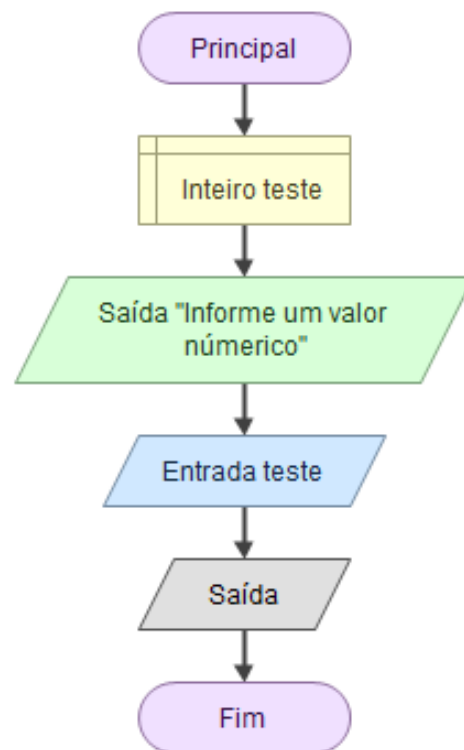 Principal
Inteiro teste
Saída "Informe um valor
númerico"
Entrada teste
Saída
Fim